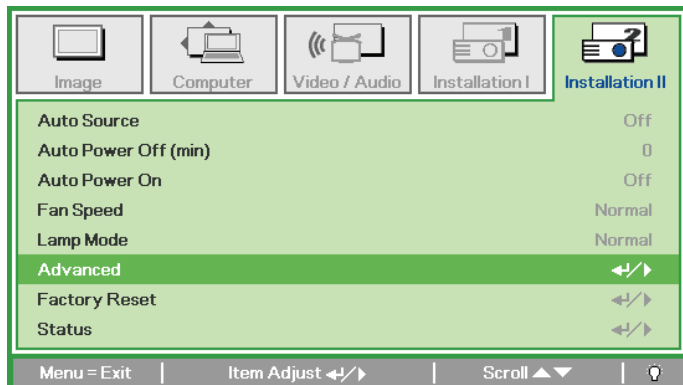 Image Computer Video / Audio Installation I Installation II
Auto Source Off
Auto Power Off (min) 0
Auto Power On Off
Fan Speed Normal
Lamp Mode Normal
Advanced ↵/▶
Factory Reset ↵/▶
Status ↵/▶
Menu = Exit | Item Adjust ↵/▶ | Scroll ▲▼ |